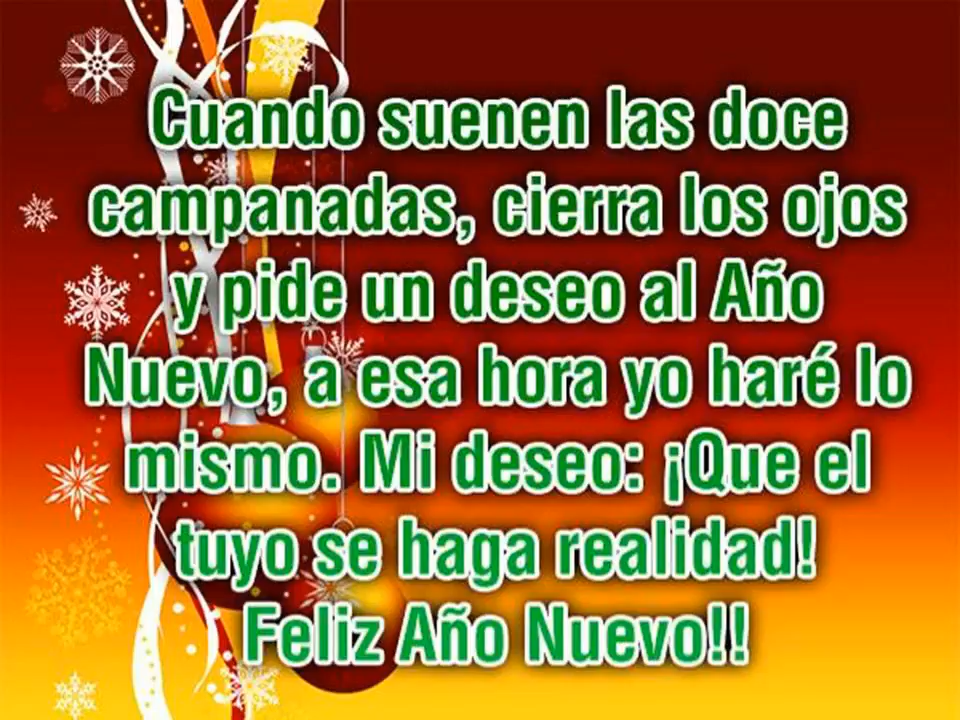 Cuando suenen las doce
campanadas, cierra los ojos
y pide un deseo al Año
Nuevo, a esa hora yo haré lo
mismo. Mi deseo: ¡Que el
tuyo se haga realidad!
Feliz Año Nuevo!!